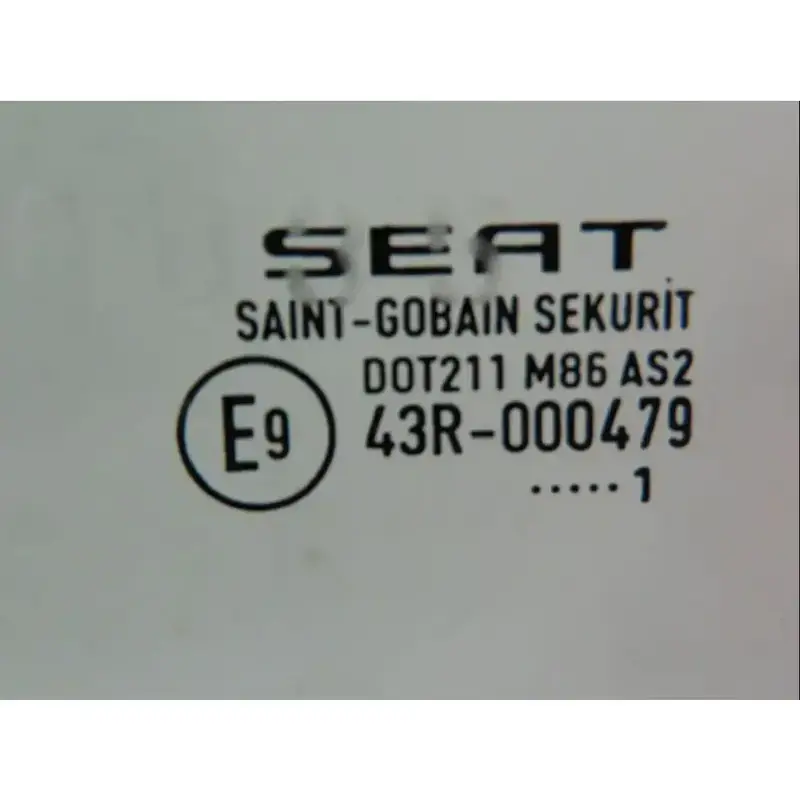 SEAT
SAINT-GOBAIN SEKURIT
DOT211 M86 AS2
E9 43R-000479
.....1